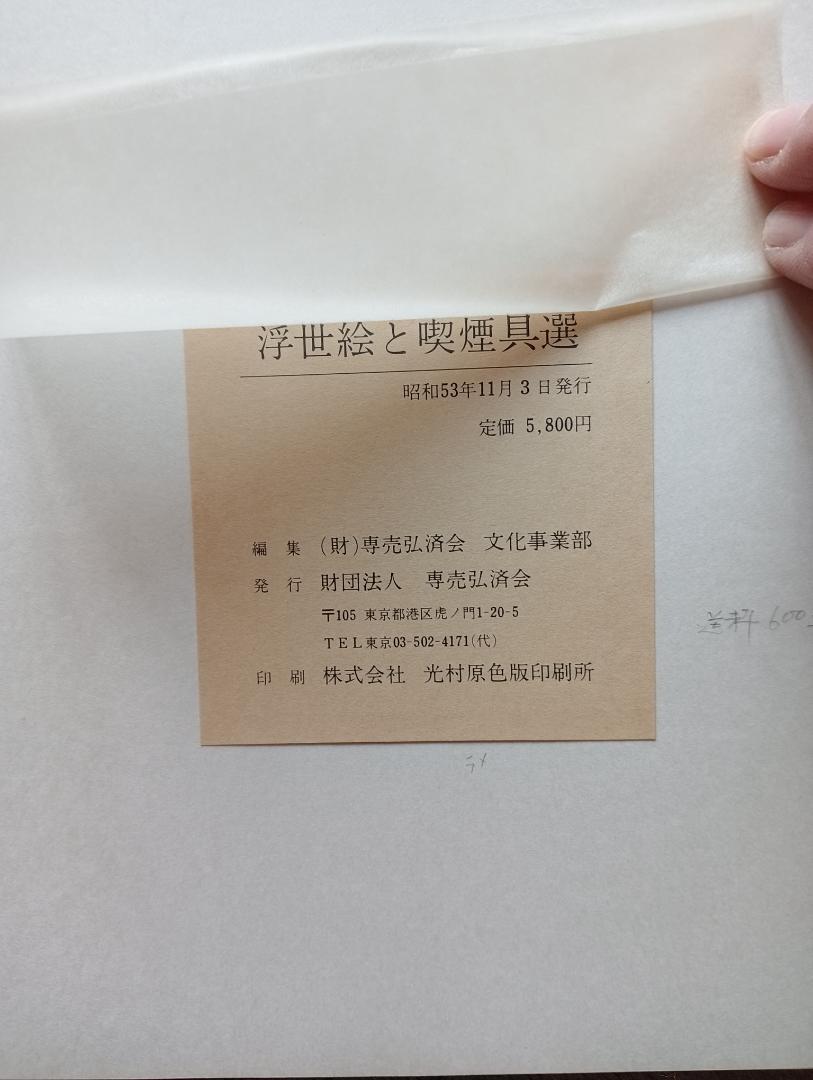 浮世絵と喫煙具選
昭和53年11月3日発行
定価 5,800円
編 集 (財)専売弘済会 文化事業部
発 行 財団法人 専売弘済会
〒105 東京都港区虎ノ門1-20-5
TEL東京03-502-4171(代)
印 刷 株式会社 光村原色版印刷所
送料 600